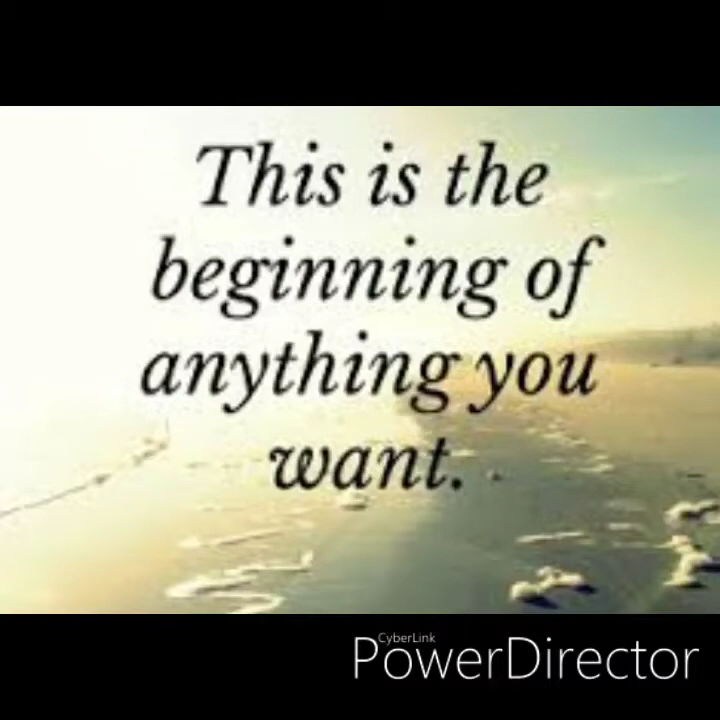 This is the
beginning of
anything you
want.
CyberLink
PowerDirector